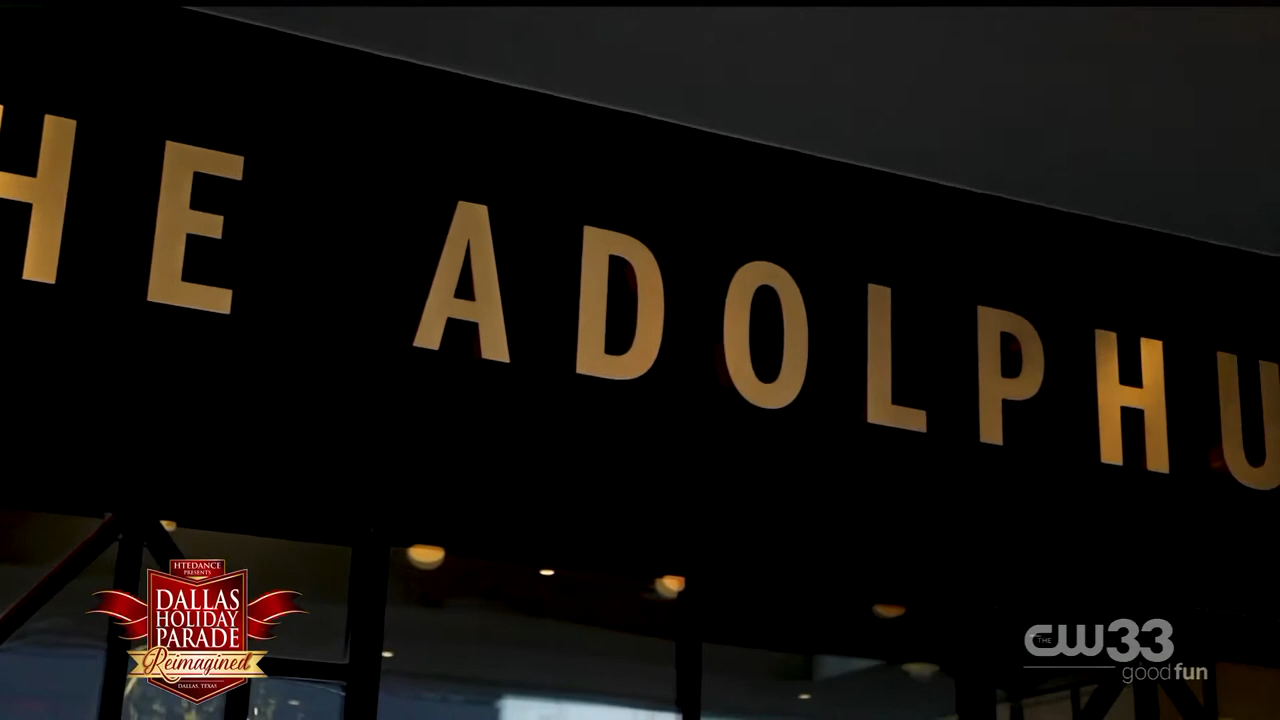 HE ADOLPHU
HTEDANCE
PRESENTS
DALLAS
HOLIDAY
PARADE
Reimagined
DALLAS, TEXAS
THE CW33
good fun